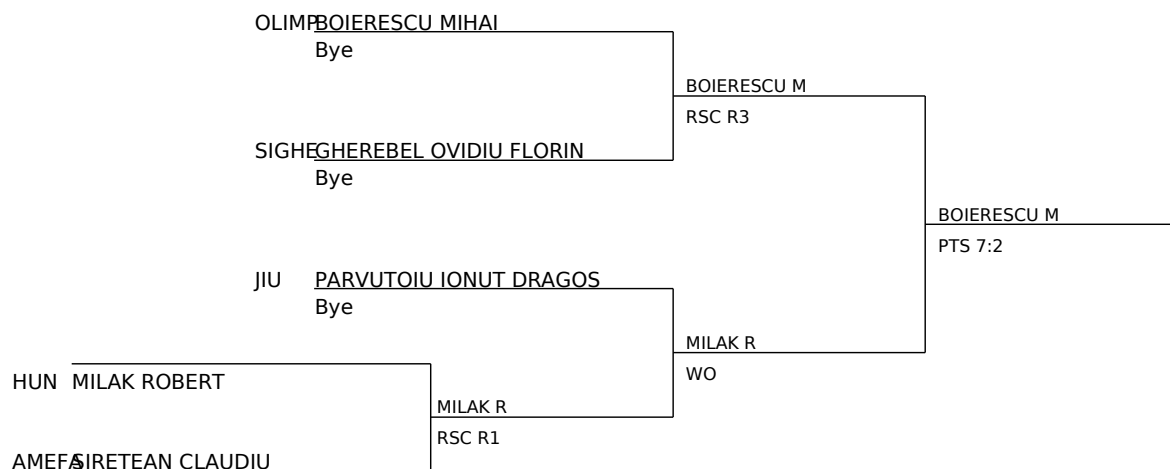 OLIMP BOIERESCU MIHAI
Bye
BOIERESCU M
RSC R3
SIGHE GHEREBEL OVIDIU FLORIN
Bye
BOIERESCU M
PTS 7:2
JIU PARVUTOIU IONUT DRAGOS
Bye
MILAK R
WO
HUN MILAK ROBERT
MILAK R
RSC R1
AMEFA SIRETEAN CLAUDIU